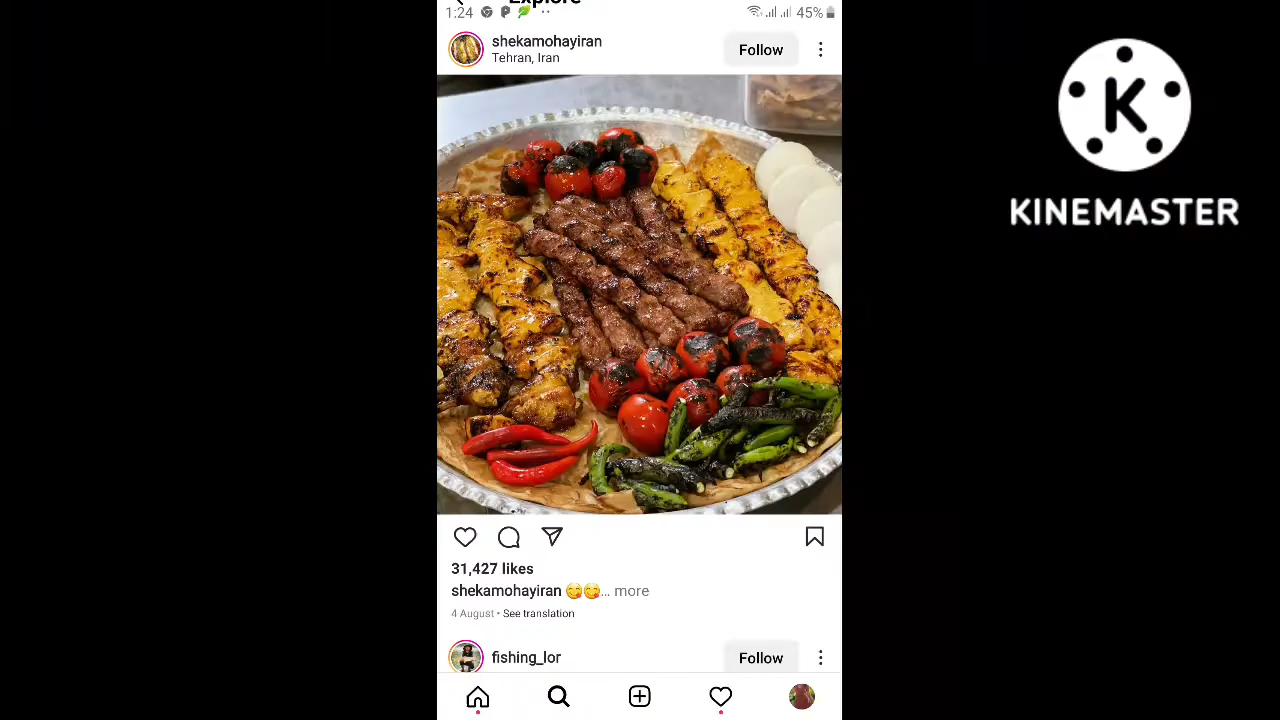 Explore
1:24
45%
shekamohayiran
Tehran, Iran
Follow
K
KINEMASTER
31,427 likes
shekamohayiran 😋😋... more
4 August • See translation
fishing_lor
Follow